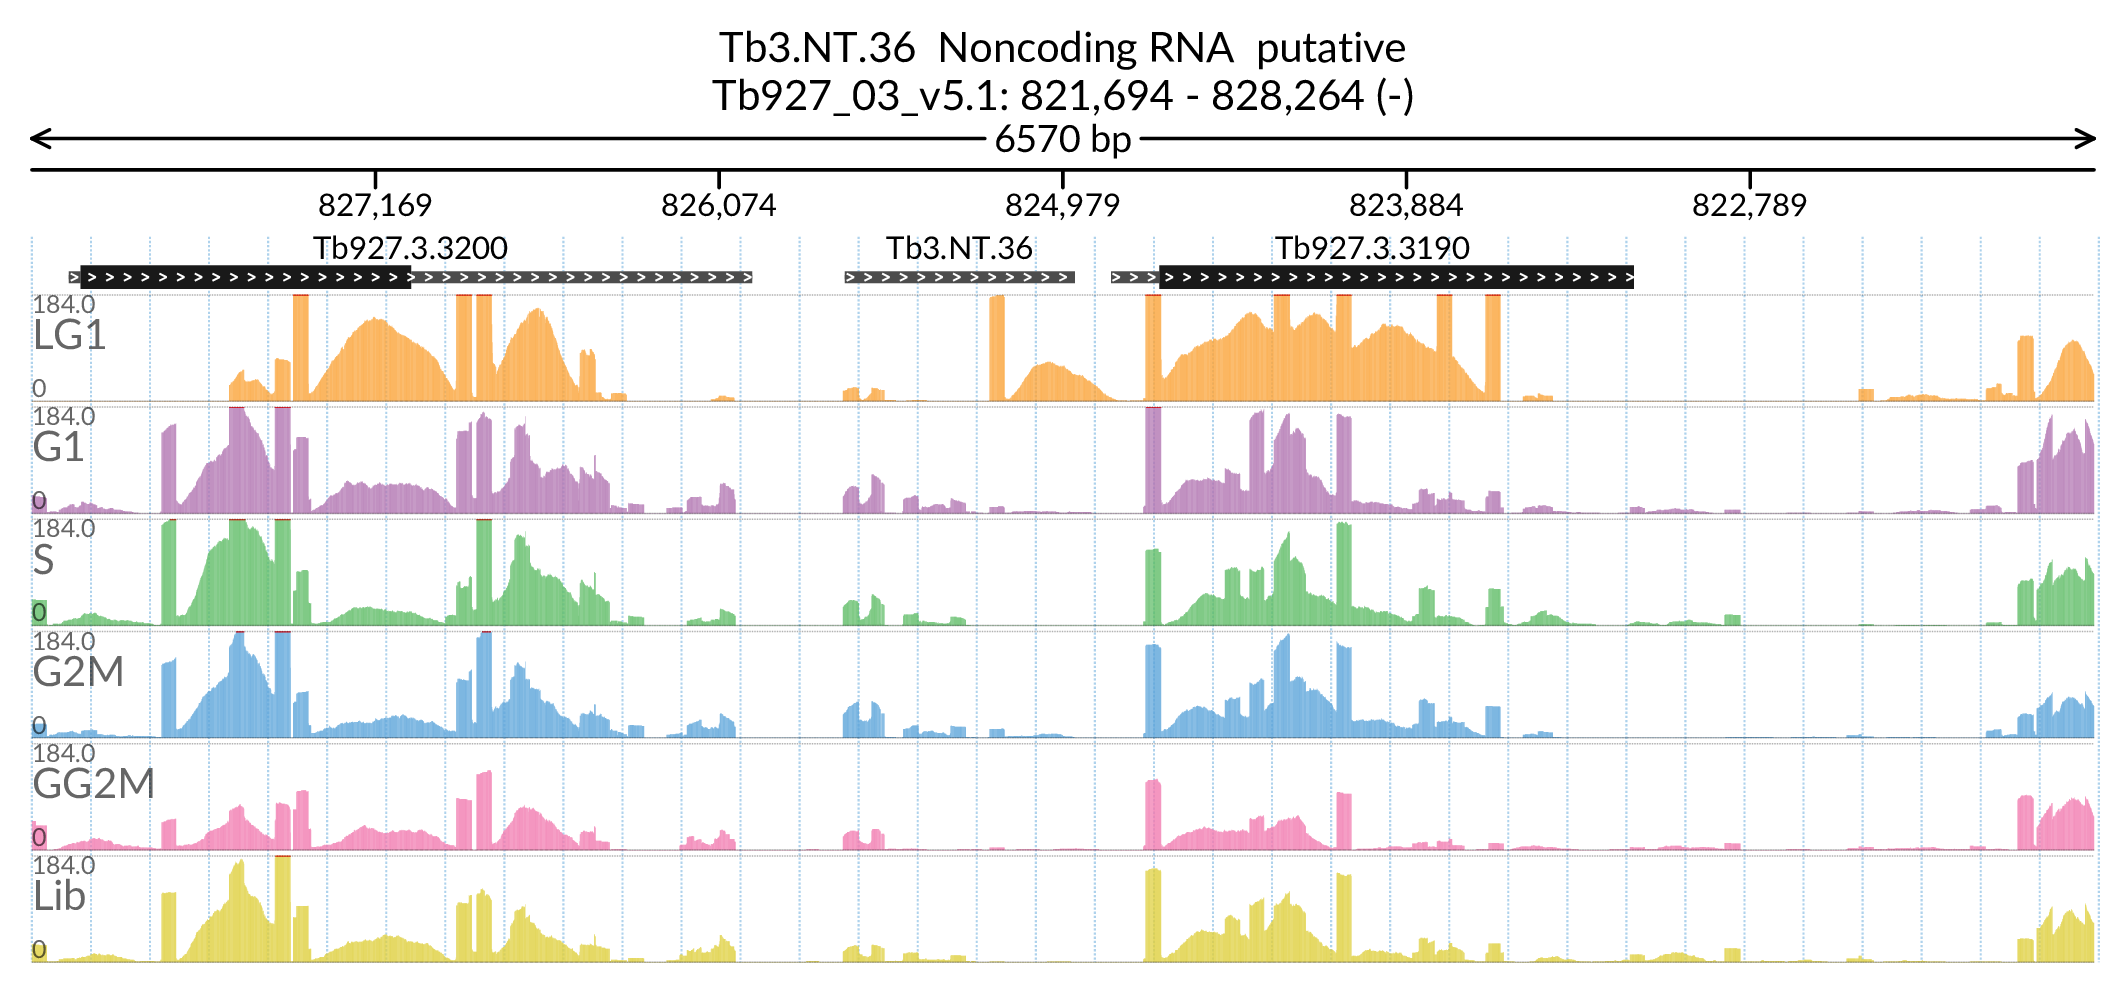 Tb3.NT.36 Noncoding RNA putative
Tb927_03_v5.1: 821,694 - 828,264 (-)
6570 bp
827,169 826,074 824,979 823,884 822,789
Tb927.3.3200 Tb3.NT.36 Tb927.3.3190
184.0
LG1
0
184.0
G1
0
184.0
S
0
184.0
G2M
0
184.0
GG2M
0
184.0
Lib
0